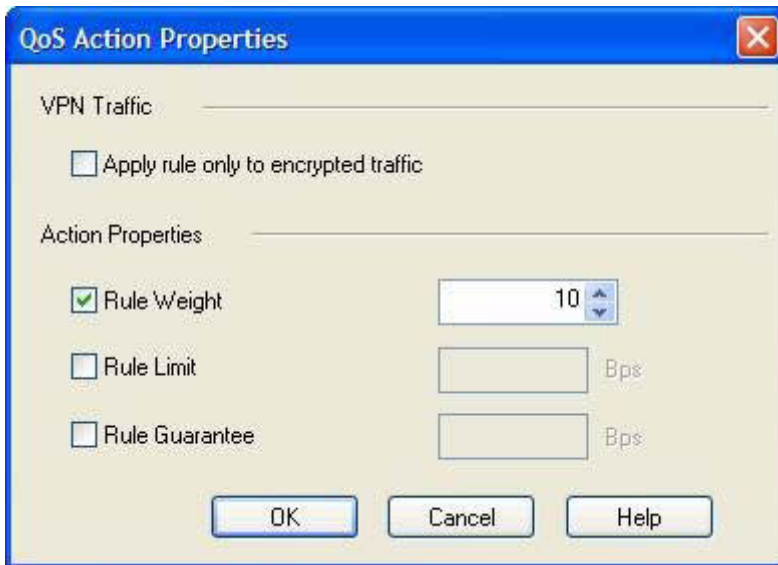 QoS Action Properties
VPN Traffic
Apply rule only to encrypted traffic
Action Properties
Rule Weight 10
Rule Limit Bps
Rule Guarantee Bps
OK Cancel Help